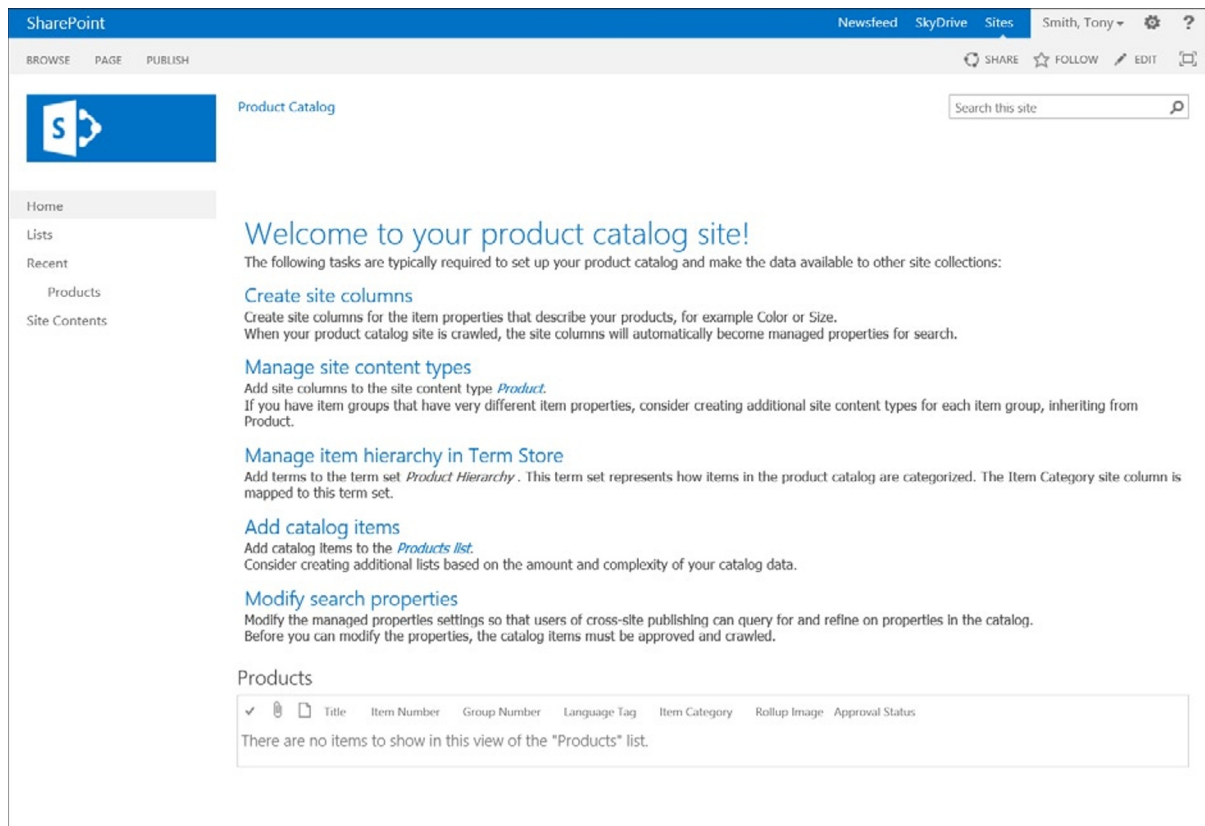 SharePoint
Newsfeed SkyDrive Sites Smith, Tony ?
BROWSE PAGE PUBLISH
SHARE FOLLOW EDIT
S
Product Catalog
Search this site
Home
Lists
Recent
Products
Site Contents
Welcome to your product catalog site!
The following tasks are typically required to set up your product catalog and make the data available to other site collections:
Create site columns
Create site columns for the item properties that describe your products, for example Color or Size.
When your product catalog site is crawled, the site columns will automatically become managed properties for search.
Manage site content types
Add site columns to the site content type Product.
If you have item groups that have very different item properties, consider creating additional site content types for each item group, inheriting from
Product.
Manage item hierarchy in Term Store
Add terms to the term set Product Hierarchy . This term set represents how items in the product catalog are categorized. The Item Category site column is
mapped to this term set.
Add catalog items
Add catalog items to the Products list.
Consider creating additional lists based on the amount and complexity of your catalog data.
Modify search properties
Modify the managed properties settings so that users of cross-site publishing can query for and refine on properties in the catalog.
Before you can modify the properties, the catalog items must be approved and crawled.
Products
Title Item Number Group Number Language Tag Item Category Rollup Image Approval Status
There are no items to show in this view of the "Products" list.